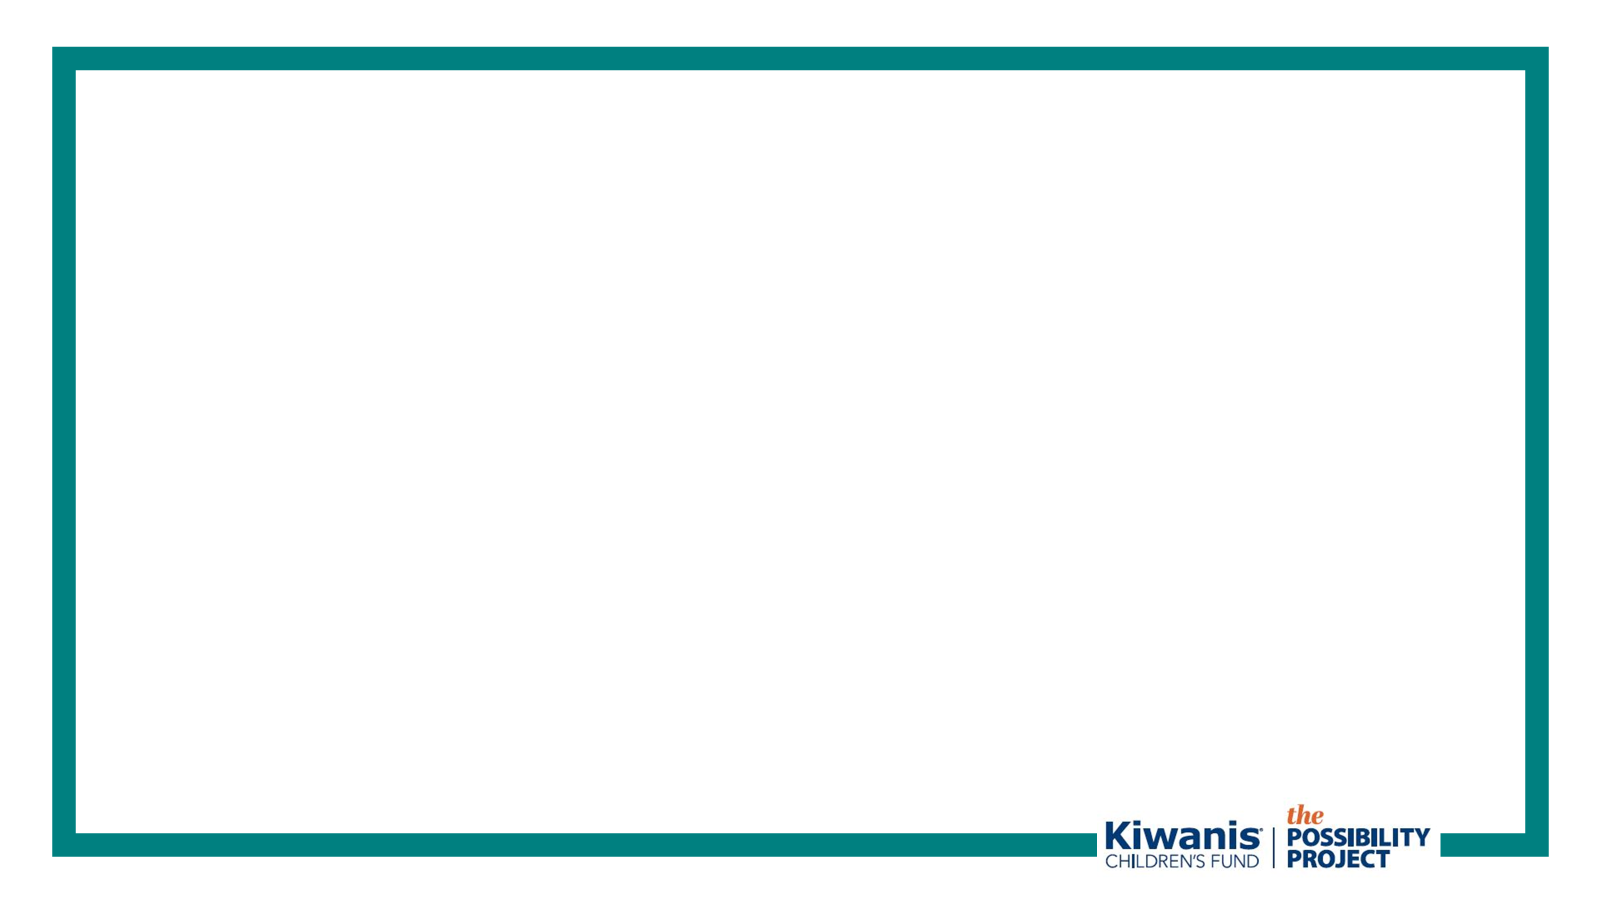 Kiwanis®
CHILDREN'S FUND
the
POSSIBILITY
PROJECT